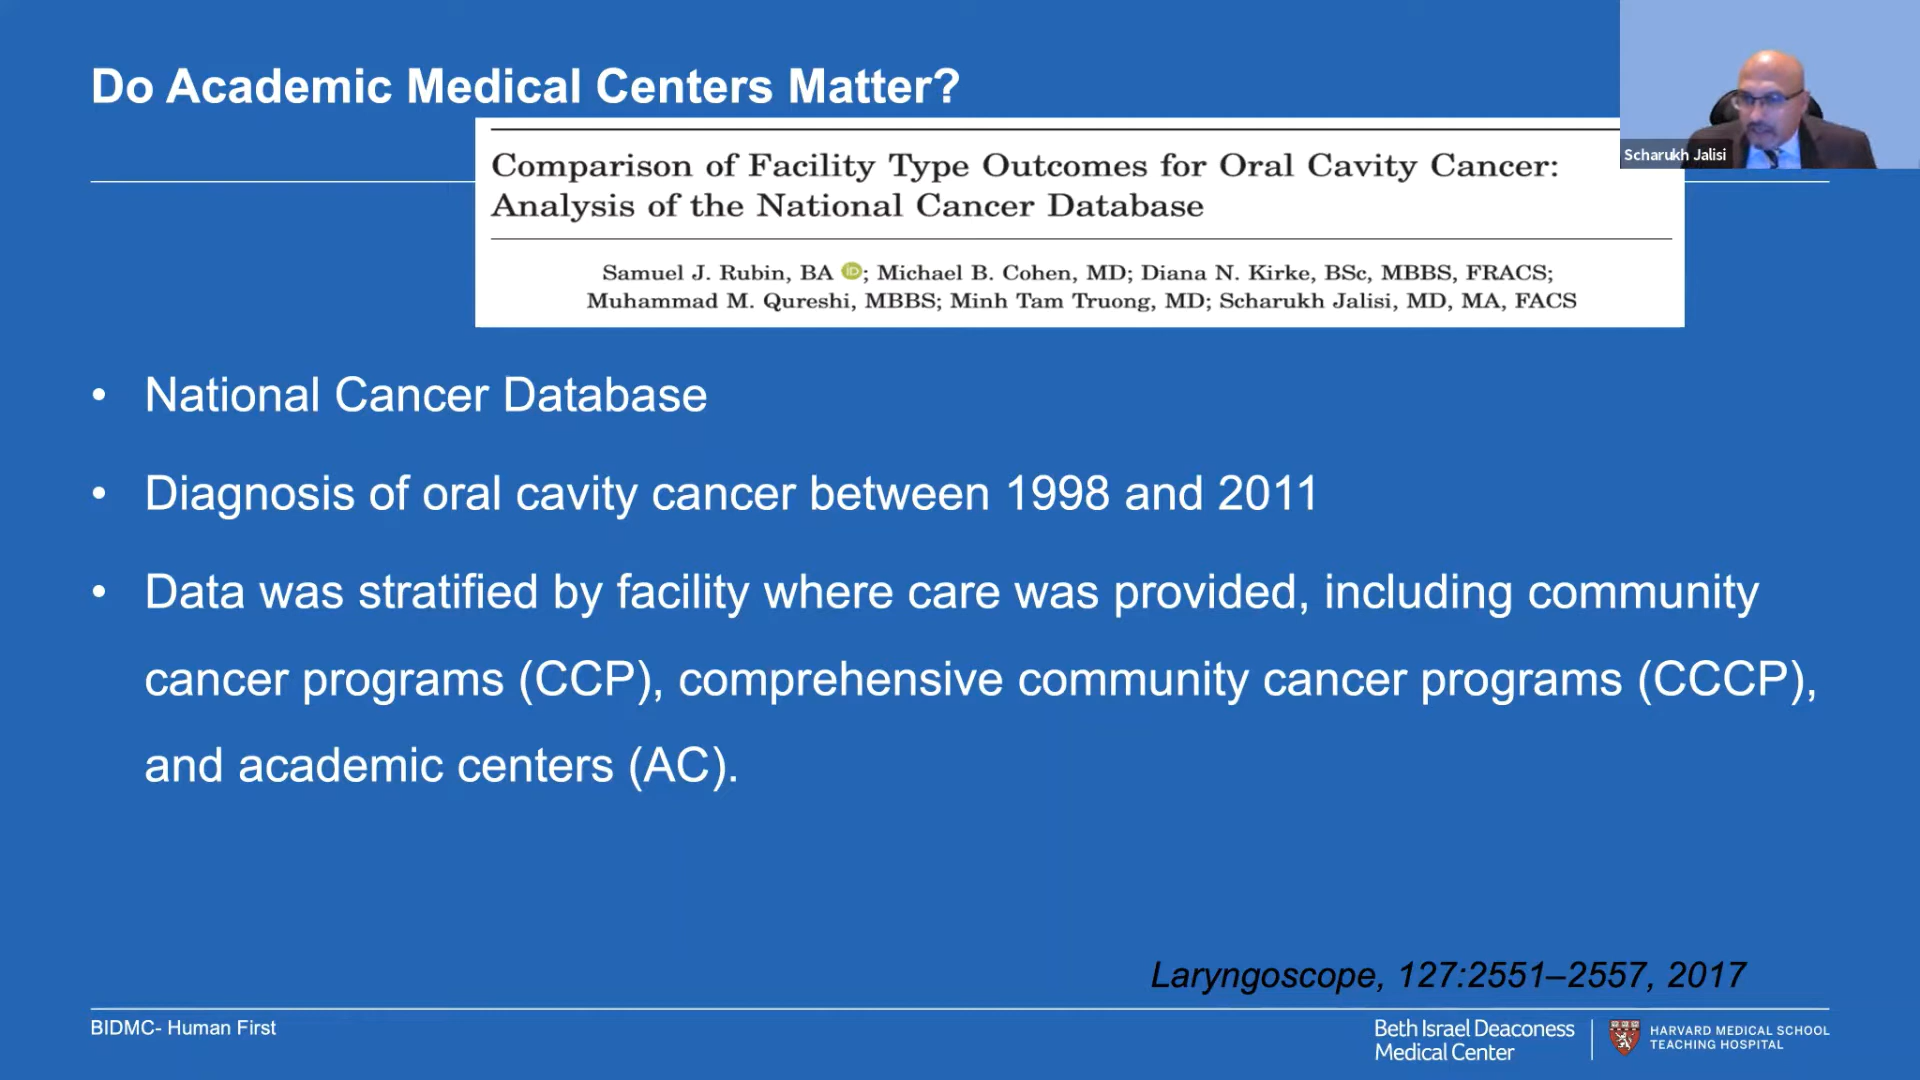 Do Academic Medical Centers Matter?
Scharukh Jalisi
Comparison of Facility Type Outcomes for Oral Cavity Cancer:
Analysis of the National Cancer Database
Samuel J. Rubin, BA iD; Michael B. Cohen, MD; Diana N. Kirke, BSc, MBBS, FRACS;
Muhammad M. Qureshi, MBBS; Minh Tam Truong, MD; Scharukh Jalisi, MD, MA, FACS
• National Cancer Database
• Diagnosis of oral cavity cancer between 1998 and 2011
• Data was stratified by facility where care was provided, including community
cancer programs (CCP), comprehensive community cancer programs (CCCP),
and academic centers (AC).
Laryngoscope, 127:2551–2557, 2017
BIDMC- Human First
Beth Israel Deaconess
Medical Center
HARVARD MEDICAL SCHOOL
TEACHING HOSPITAL